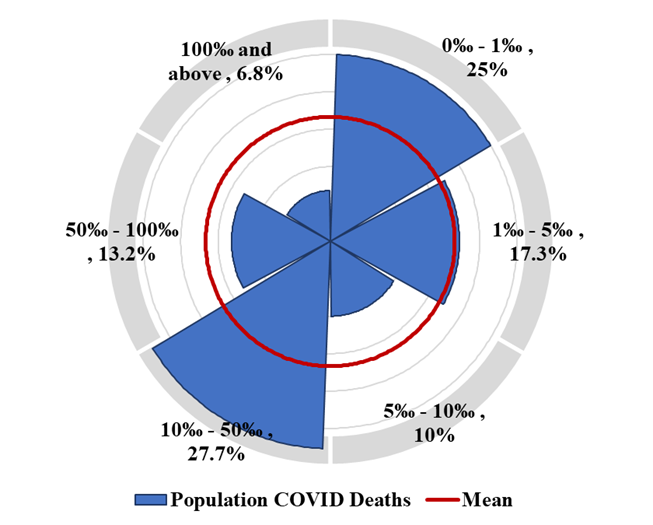 0‰ - 1‰ ,
25%
1‰ - 5‰ ,
17.3%
5‰ - 10‰ ,
10%
10‰ - 50‰ ,
27.7%
50‰ - 100‰
, 13.2%
100‰ and
above , 6.8%
Population COVID Deaths
Mean